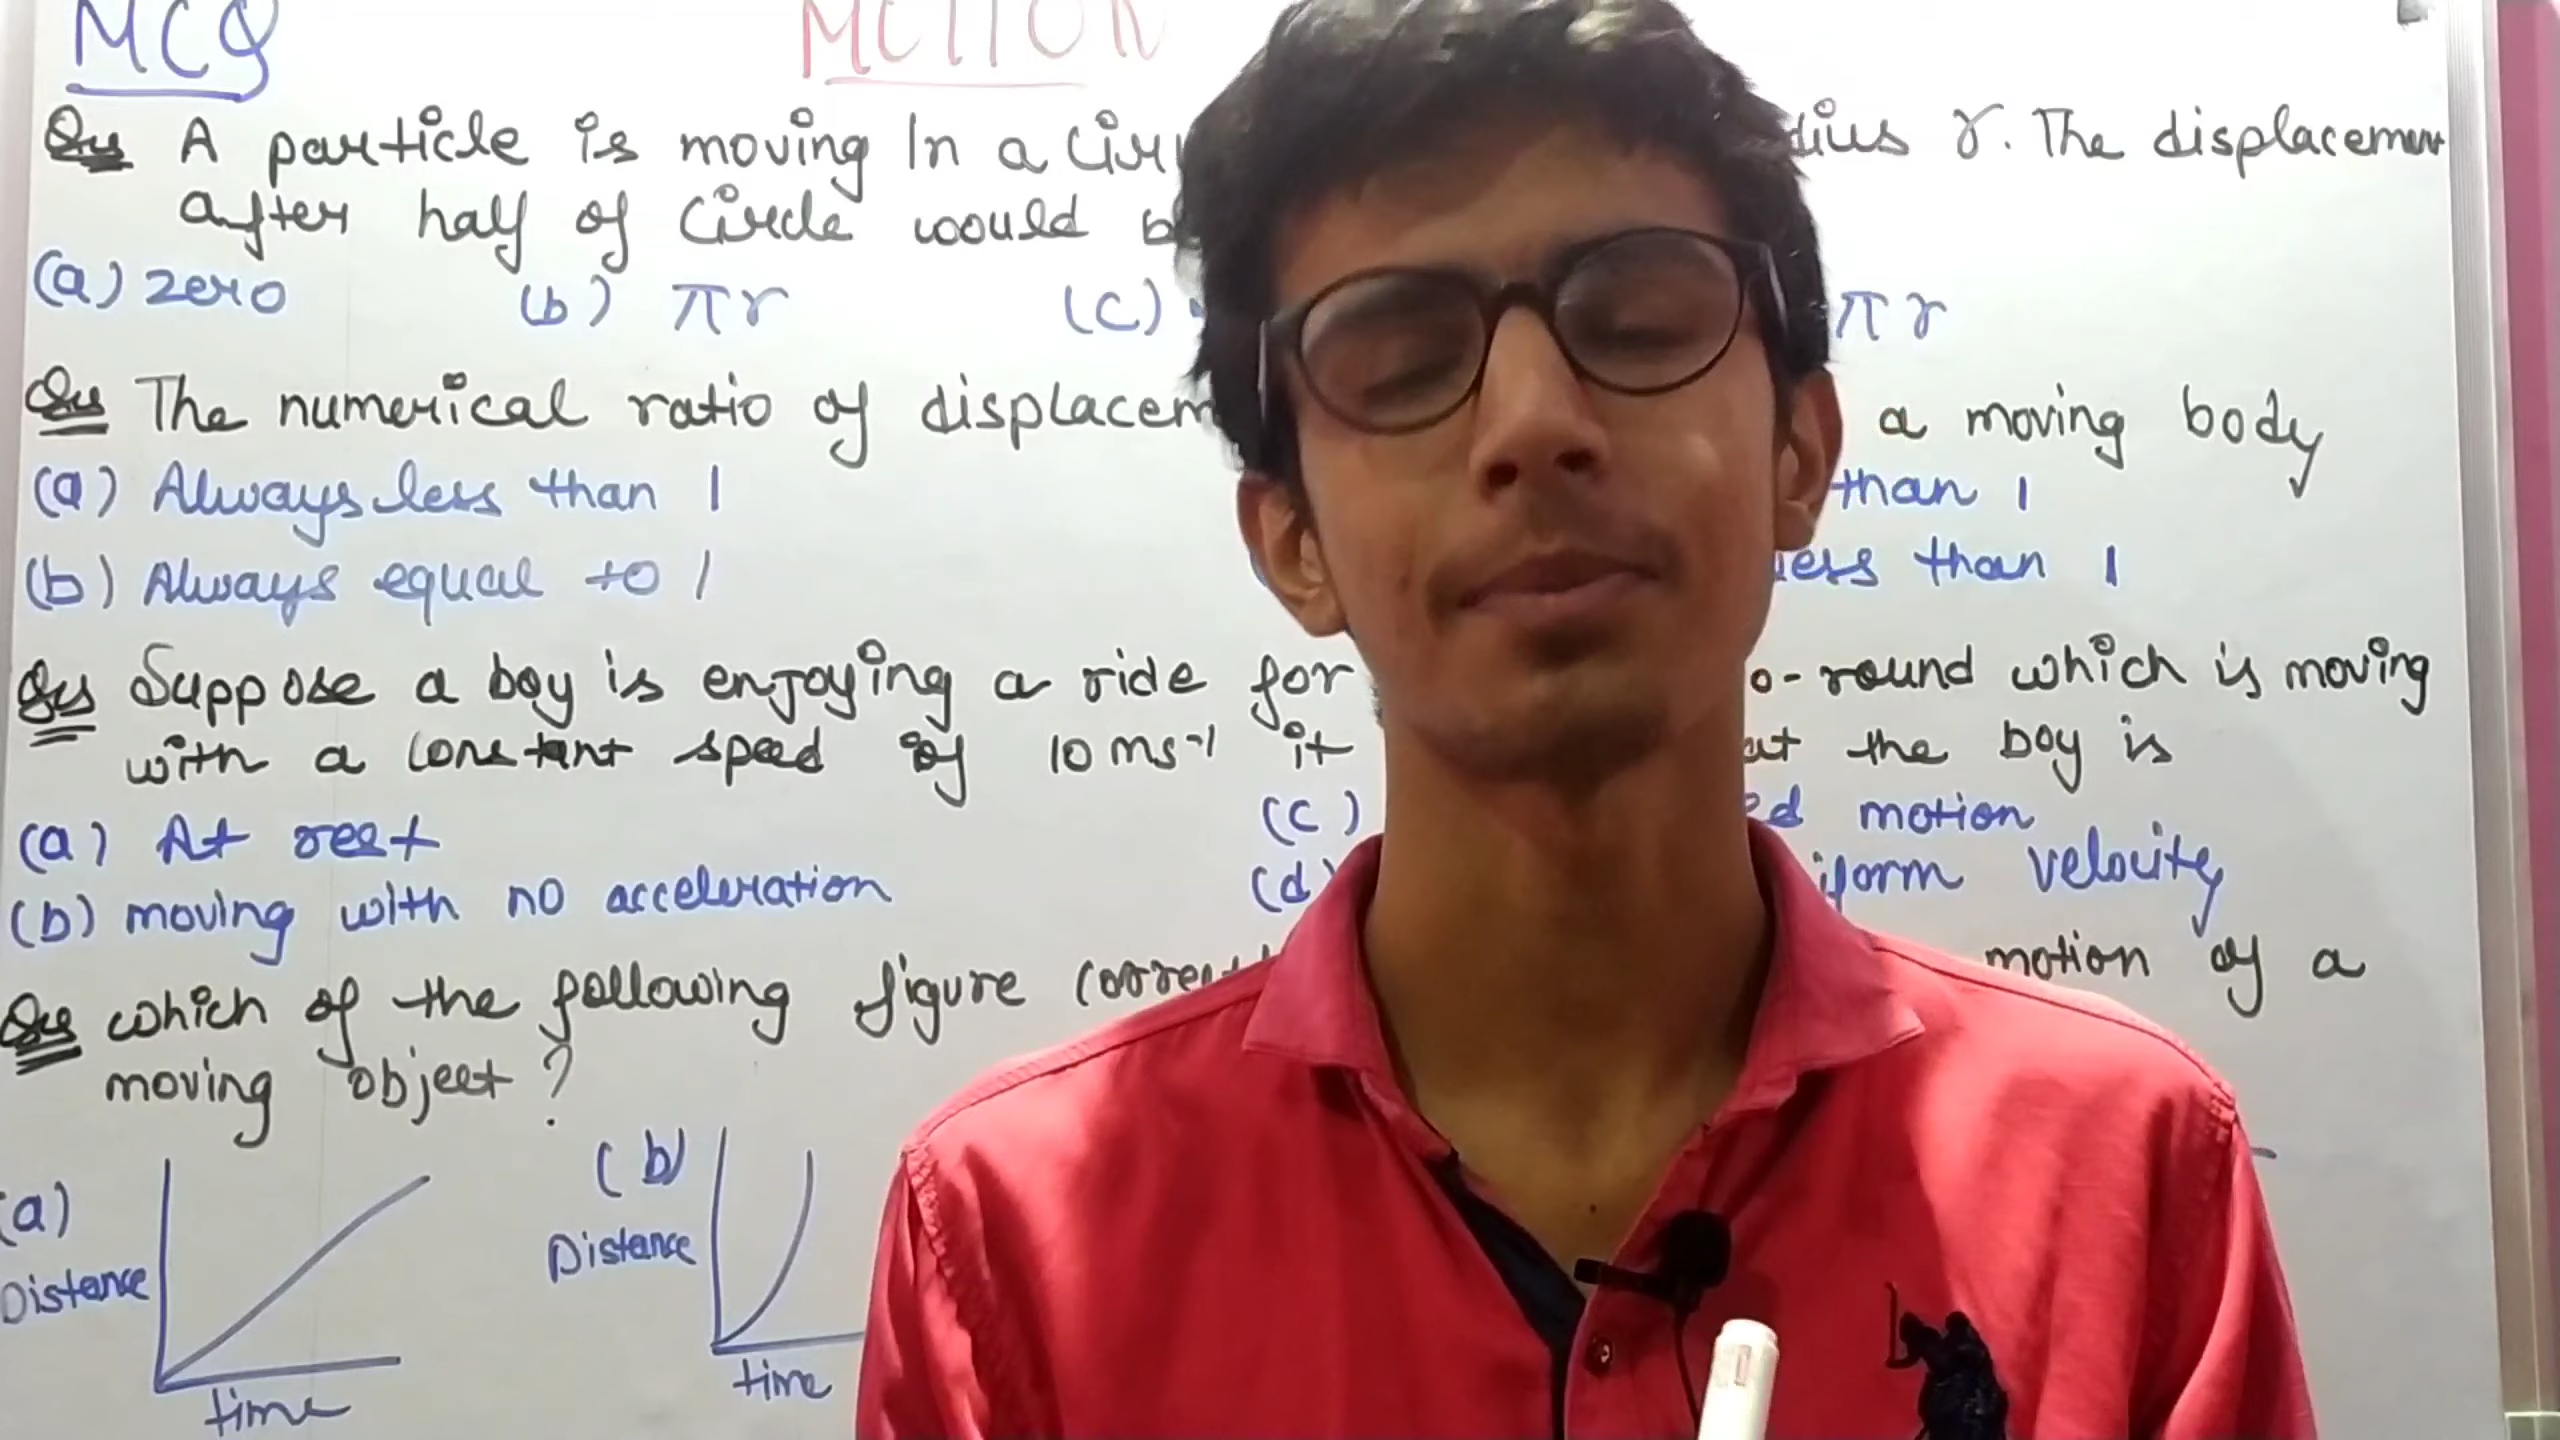 MCQ MOTION
Qus A particle is moving In a radius r. The displacement
after half of Circle would
(a) zero (b) πr (c) πr
Qus The numerical ratio of a moving body
(a) Always less than 1 than 1
(b) Always equal to 1 less than 1
Qus Suppose a boy is enjoying a ride for o-round which is moving
with a constant speed of 10 ms⁻¹ it the boy is
(a) At rest (c) motion
(b) moving with no acceleration (d) velocity
Qus which of the following figure motion of a
moving object?
(a) (b)
Distance Distance
time time